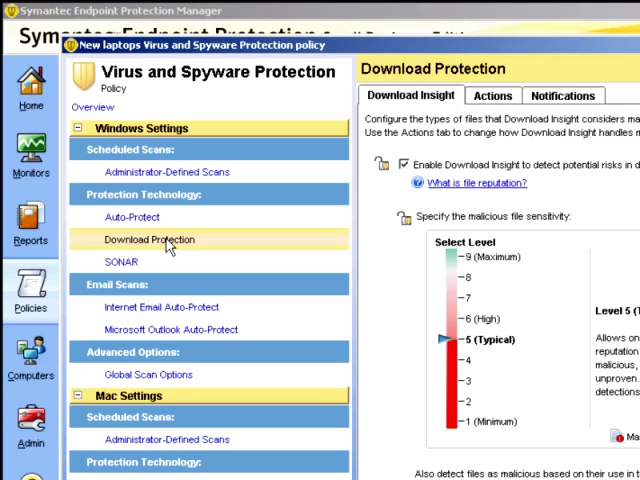 Symantec Endpoint Protection Manager
New laptops Virus and Spyware Protection policy
Home
Monitors
Reports
Policies
Computers
Admin
Virus and Spyware Protection
Policy
Overview
Windows Settings
Scheduled Scans:
Administrator-Defined Scans
Protection Technology:
Auto-Protect
Download Protection
SONAR
Email Scans:
Internet Email Auto-Protect
Microsoft Outlook Auto-Protect
Advanced Options:
Global Scan Options
Mac Settings
Scheduled Scans:
Administrator-Defined Scans
Protection Technology:
Download Protection
Download Insight Actions Notifications
Configure the types of files that Download Insight considers ma
Use the Actions tab to change how Download Insight handles
Enable Download Insight to detect potential risks in d
What is file reputation?
Specify the malicious file sensitivity:
Select Level
9 (Maximum)
8
7
6 (High)
5 (Typical)
4
3
2
1 (Minimum)
Level 5 (T
Allows on
reputation
malicious,
unproven.
detections
Ma
Also detect files as malicious based on their use in t